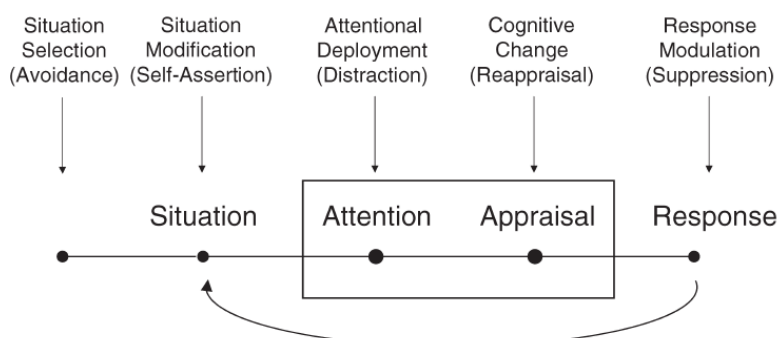 Situation
Selection
(Avoidance)
Situation
Modification
(Self-Assertion)
Attentional
Deployment
(Distraction)
Cognitive
Change
(Reappraisal)
Response
Modulation
(Suppression)
Situation
Attention
Appraisal
Response